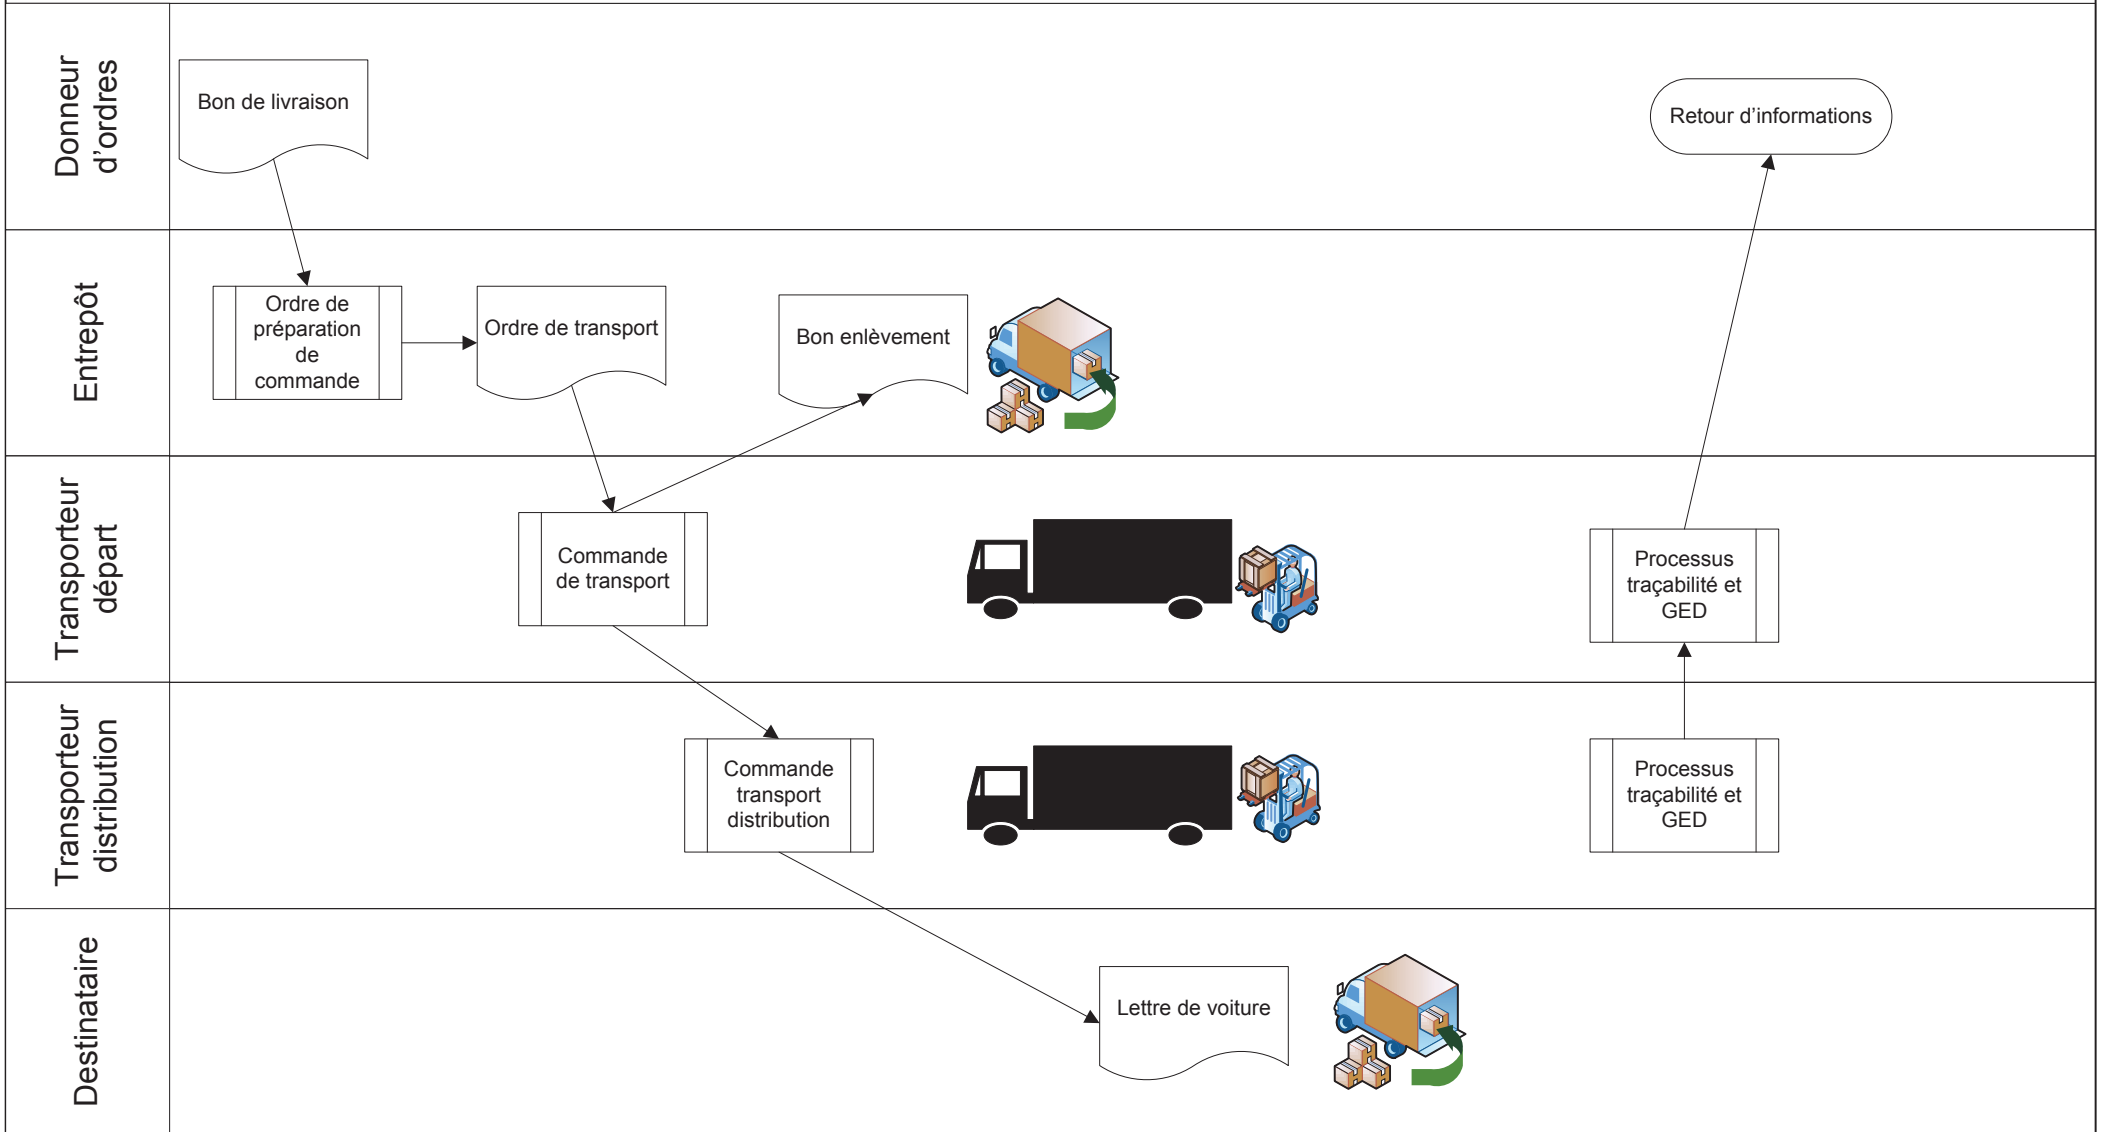 Donneur
d'ordres
Bon de livraison
Retour d'informations
Entrepôt
Ordre de
préparation
de
commande
Ordre de transport
Bon enlèvement
Transporteur
départ
Commande
de transport
Processus
traçabilité et
GED
Transporteur
distribution
Commande
transport
distribution
Processus
traçabilité et
GED
Destinataire
Lettre de voiture